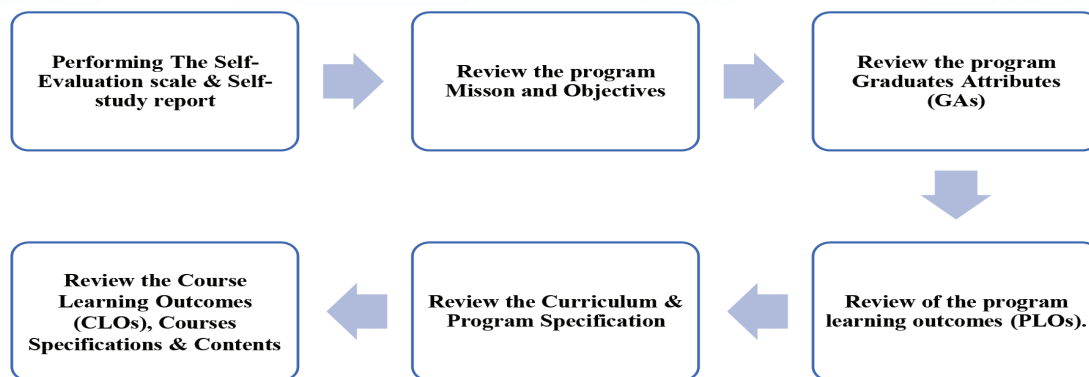 Performing The Self-
Evaluation scale & Self-
study report
Review the program
Misson and Objectives
Review the program
Graduates Attributes
(GAs)
Review of the program
learning outcomes (PLOs).
Review the Curriculum &
Program Specification
Review the Course
Learning Outcomes
(CLOs), Courses
Specifications & Contents